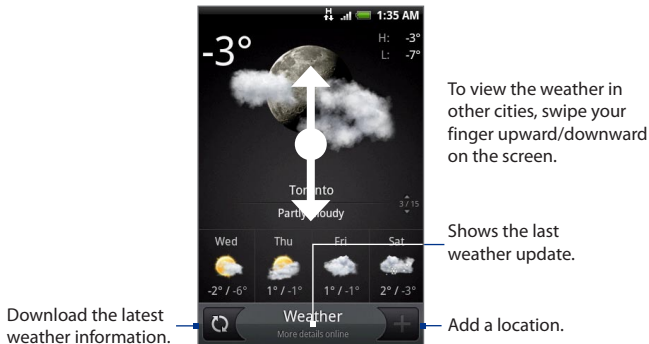 H 1:35 AM
-3°
H: -3°
L: -7°
To view the weather in
other cities, swipe your
finger upward/downward
on the screen.
Toronto
3 / 15
Partly Cloudy
Wed Thu Fri Sat
-2° / -6° 1° / -1° 1° / -1° 2° / -3°
Shows the last
weather update.
Download the latest
weather information.
Weather
More details online
Add a location.